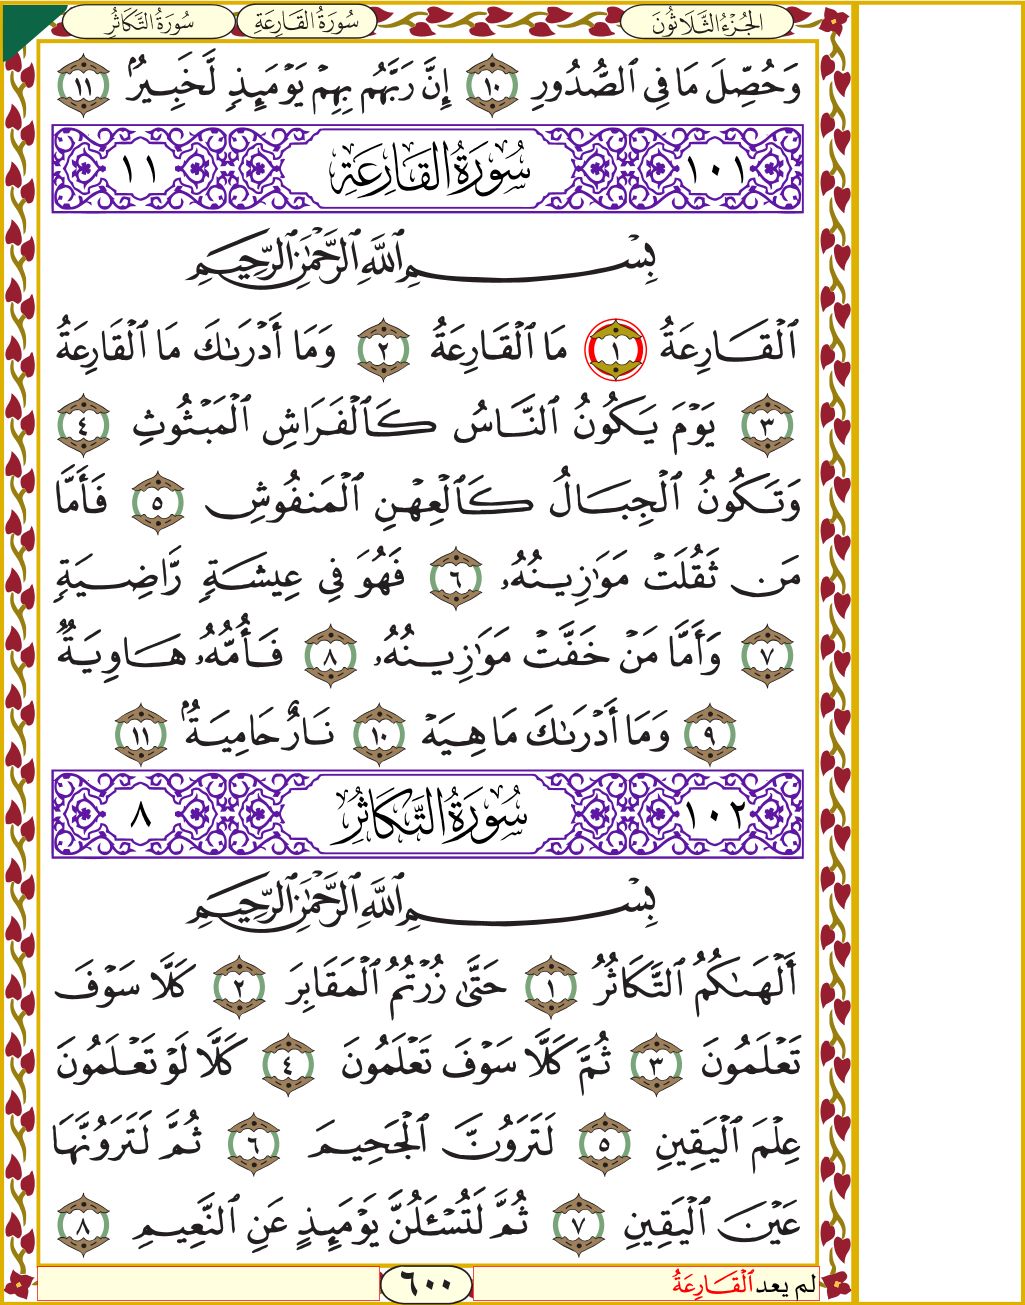 الجُزْءُ الثَّلَاثُونَ سُورَةُ القَارِعَةِ سُورَةُ التَّكَاثُرُ
وَحُصِّلَ مَا فِي ٱلصُّدُورِ ١٠ إِنَّ رَبَّهُم بِهِمۡ يَوۡمَئِذٖ لَّخَبِيرُۢ ١١
١٠١ سُورَةُ القَارِعَة ١١
بِسۡمِ ٱللَّهِ ٱلرَّحۡمَٰنِ ٱلرَّحِيمِ
ٱلۡقَارِعَةُ ١ مَا ٱلۡقَارِعَةُ ٢ وَمَآ أَدۡرَىٰكَ مَا ٱلۡقَارِعَةُ
٣ يَوۡمَ يَكُونُ ٱلنَّاسُ كَٱلۡفَرَاشِ ٱلۡمَبۡثُوثِ ٤
وَتَكُونُ ٱلۡجِبَالُ كَٱلۡعِهۡنِ ٱلۡمَنفُوشِ ٥ فَأَمَّا
مَن ثَقُلَتۡ مَوَٰزِينُهُۥ ٦ فَهُوَ فِي عِيشَةٖ رَّاضِيَةٖ
٧ وَأَمَّا مَنۡ خَفَّتۡ مَوَٰزِينُهُۥ ٨ فَأُمُّهُۥ هَاوِيَةٞ
٩ وَمَآ أَدۡرَىٰكَ مَا هِيَهۡ ١٠ نَارٌ حَامِيَةُۢ ١١
١٠٢ سُورَةُ التَّكَاثُرُ ٨
بِسۡمِ ٱللَّهِ ٱلرَّحۡمَٰنِ ٱلرَّحِيمِ
أَلۡهَىٰكُمُ ٱلتَّكَاثُرُ ١ حَتَّىٰ زُرۡتُمُ ٱلۡمَقَابِرَ ٢ كَلَّا سَوۡفَ
تَعۡلَمُونَ ٣ ثُمَّ كَلَّا سَوۡفَ تَعۡلَمُونَ ٤ كَلَّا لَوۡ تَعۡلَمُونَ
عِلۡمَ ٱلۡيَقِينِ ٥ لَتَرَوُنَّ ٱلۡجَحِيمَ ٦ ثُمَّ لَتَرَوُنَّهَا
عَيۡنَ ٱلۡيَقِينِ ٧ ثُمَّ لَتُسۡـَٔلُنَّ يَوۡمَئِذٍ عَنِ ٱلنَّعِيمِ ٨
لم يعد ٱلۡقَارِعَةُ ٦٠٠